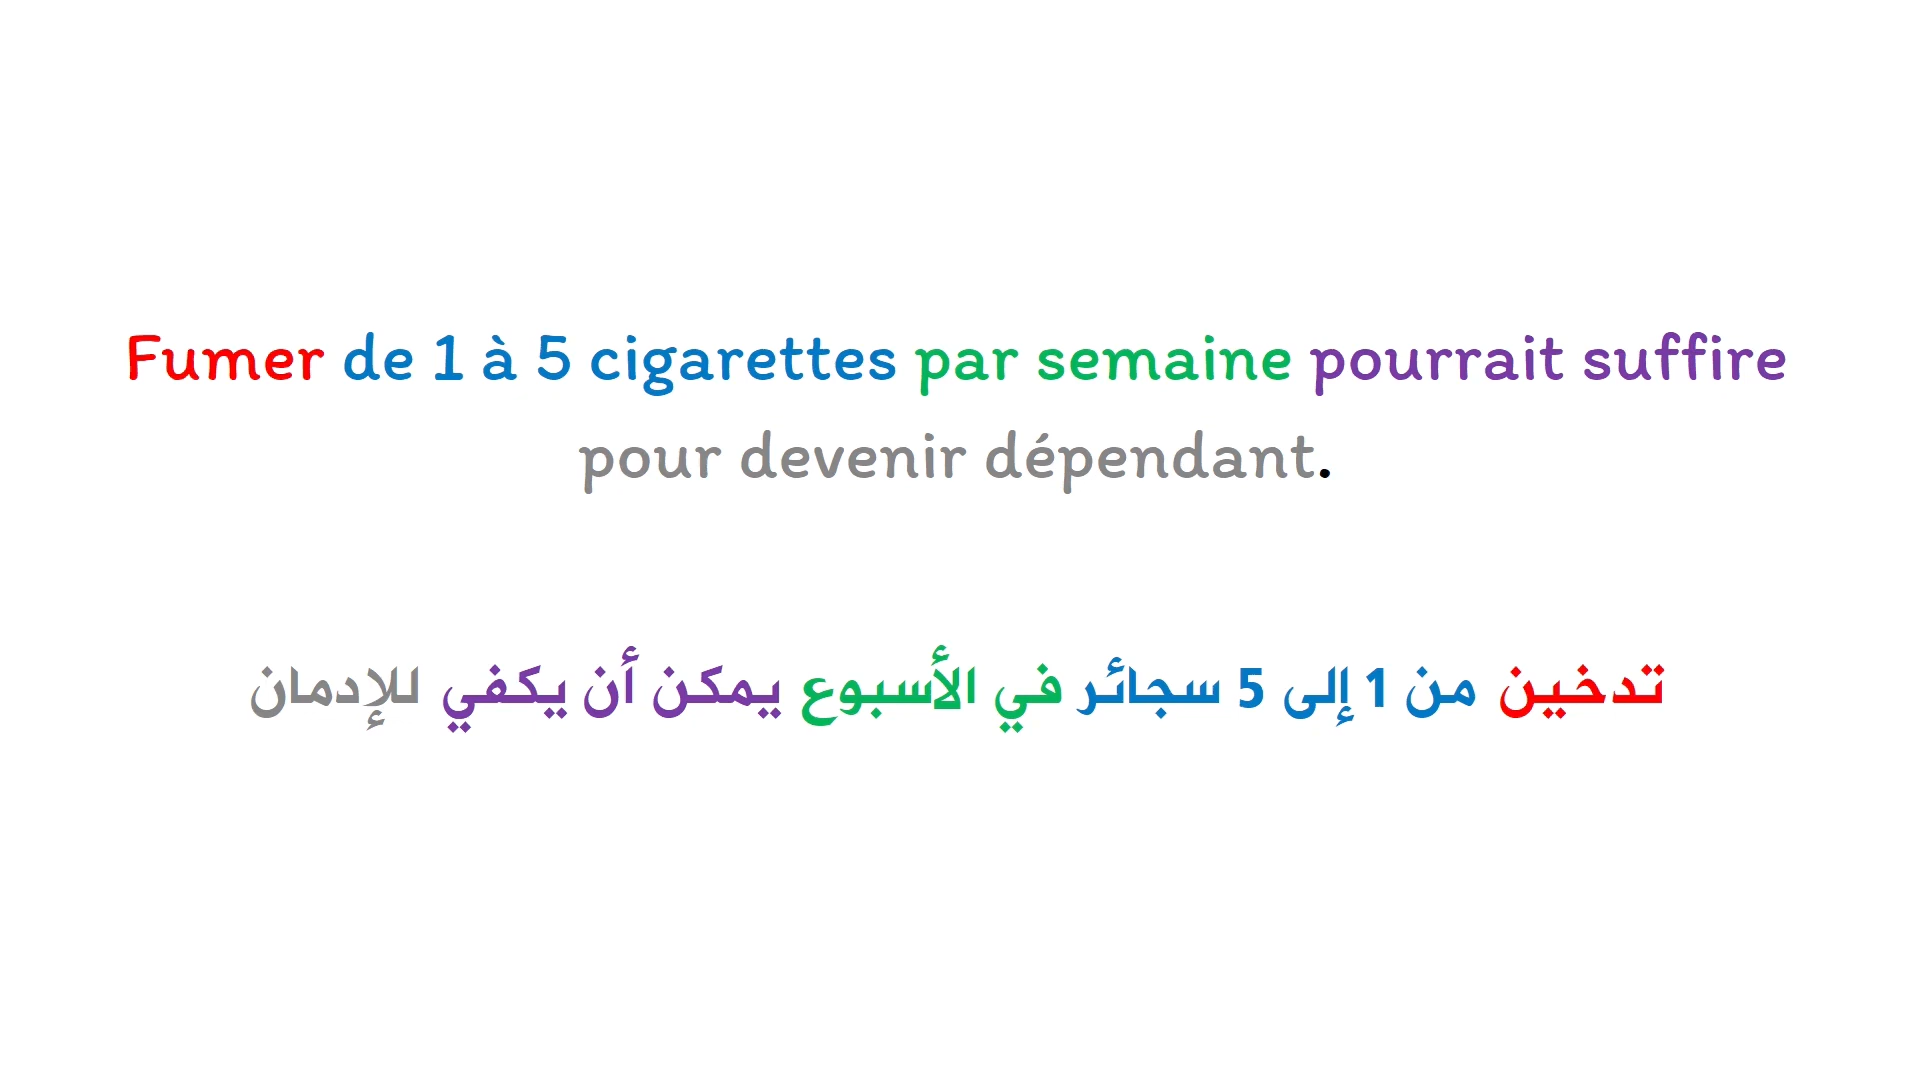 Fumer de 1 à 5 cigarettes par semaine pourrait suffire
pour devenir dépendant.
تدخين من 1 إلى 5 سجائر في الأسبوع يمكن أن يكفي للإدمان